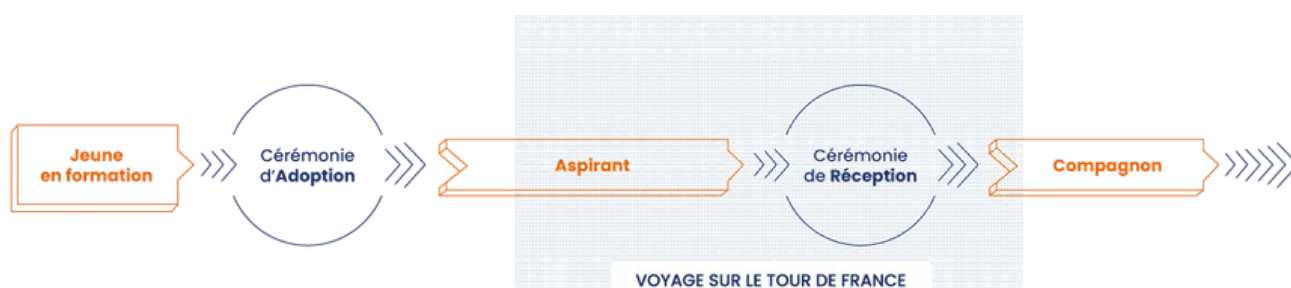 Jeune
en formation
Cérémonie
d'Adoption
Aspirant
Cérémonie
de Réception
Compagnon
VOYAGE SUR LE TOUR DE FRANCE